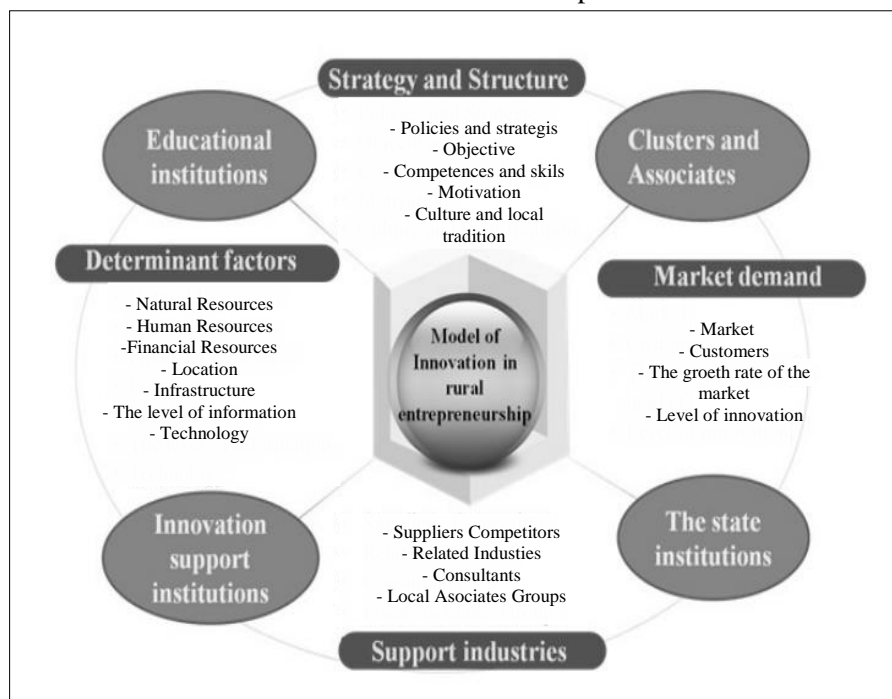 Strategy and Structure
Educational
institutions
- Policies and strategis
- Objective
- Competences and skils
- Motivation
- Culture and local
tradition
Clusters and
Associates
Determinant factors
- Natural Resources
- Human Resources
-Financial Resources
- Location
- Infrastructure
- The level of information
- Technology
Model of
Innovation in
rural
entrepreneurship
Market demand
- Market
- Customers
- The groeth rate of the
market
- Level of innovation
Innovation
support
institutions
- Suppliers Competitors
- Related Industies
- Consultants
- Local Asociates Groups
The state
institutions
Support industries